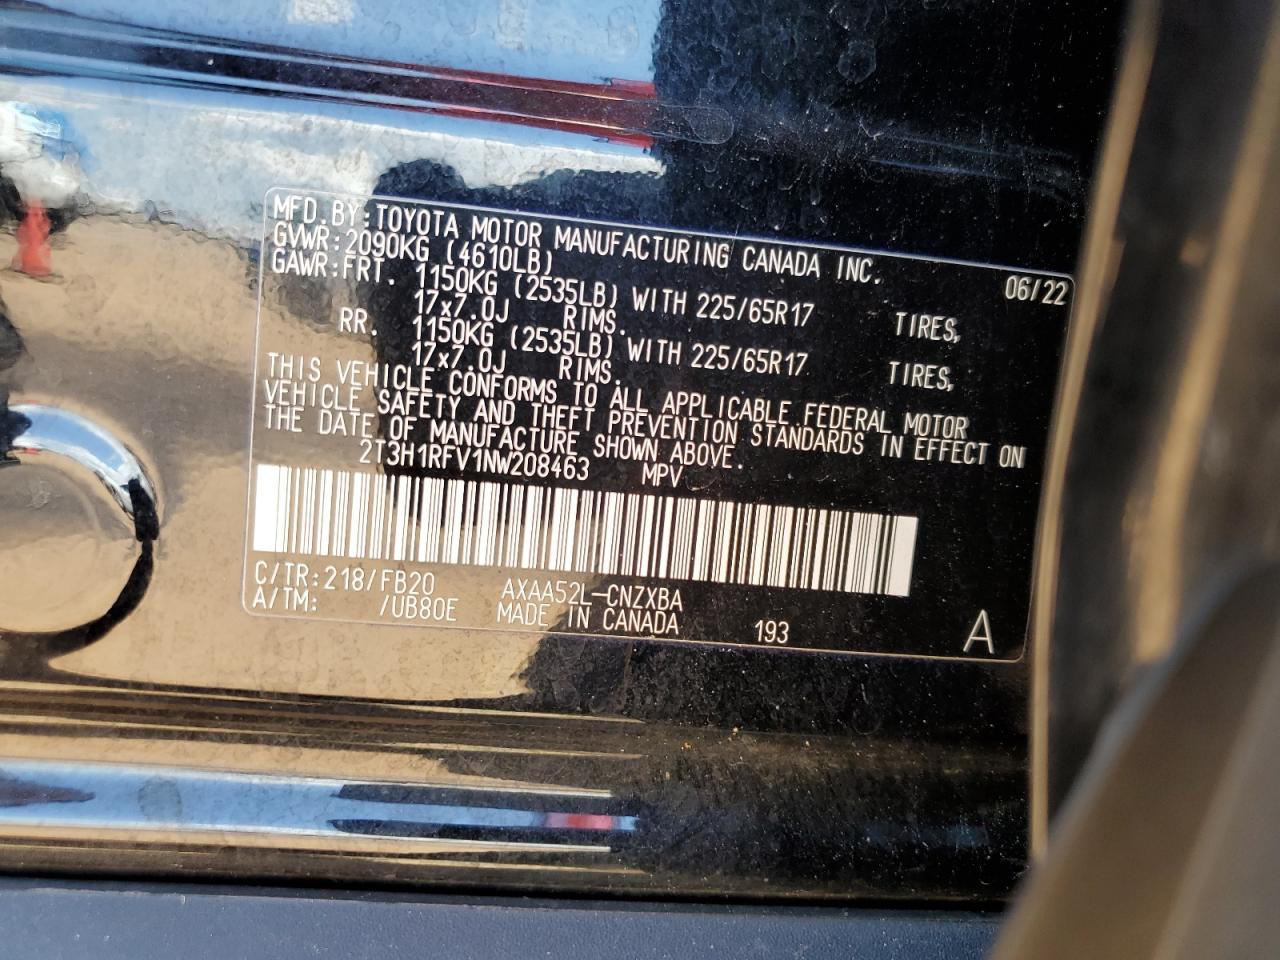 MFD.BY:TOYOTA MOTOR MANUFACTURING CANADA INC.
GVWR:2090KG (4610LB) 06/22
GAWR:FRT. 1150KG (2535LB) WITH 225/65R17 TIRES,
17x7.0J RIMS.
RR. 1150KG (2535LB) WITH 225/65R17 TIRES,
17x7.0J RIMS.
THIS VEHICLE CONFORMS TO ALL APPLICABLE FEDERAL MOTOR
VEHICLE SAFETY AND THEFT PREVENTION STANDARDS IN EFFECT ON
THE DATE OF MANUFACTURE SHOWN ABOVE.
2T3H1RFV1NW208463 MPV
C/TR:218/FB20 AXAA52L-CNZXBA
A/TM: /UB80E MADE IN CANADA 193 A